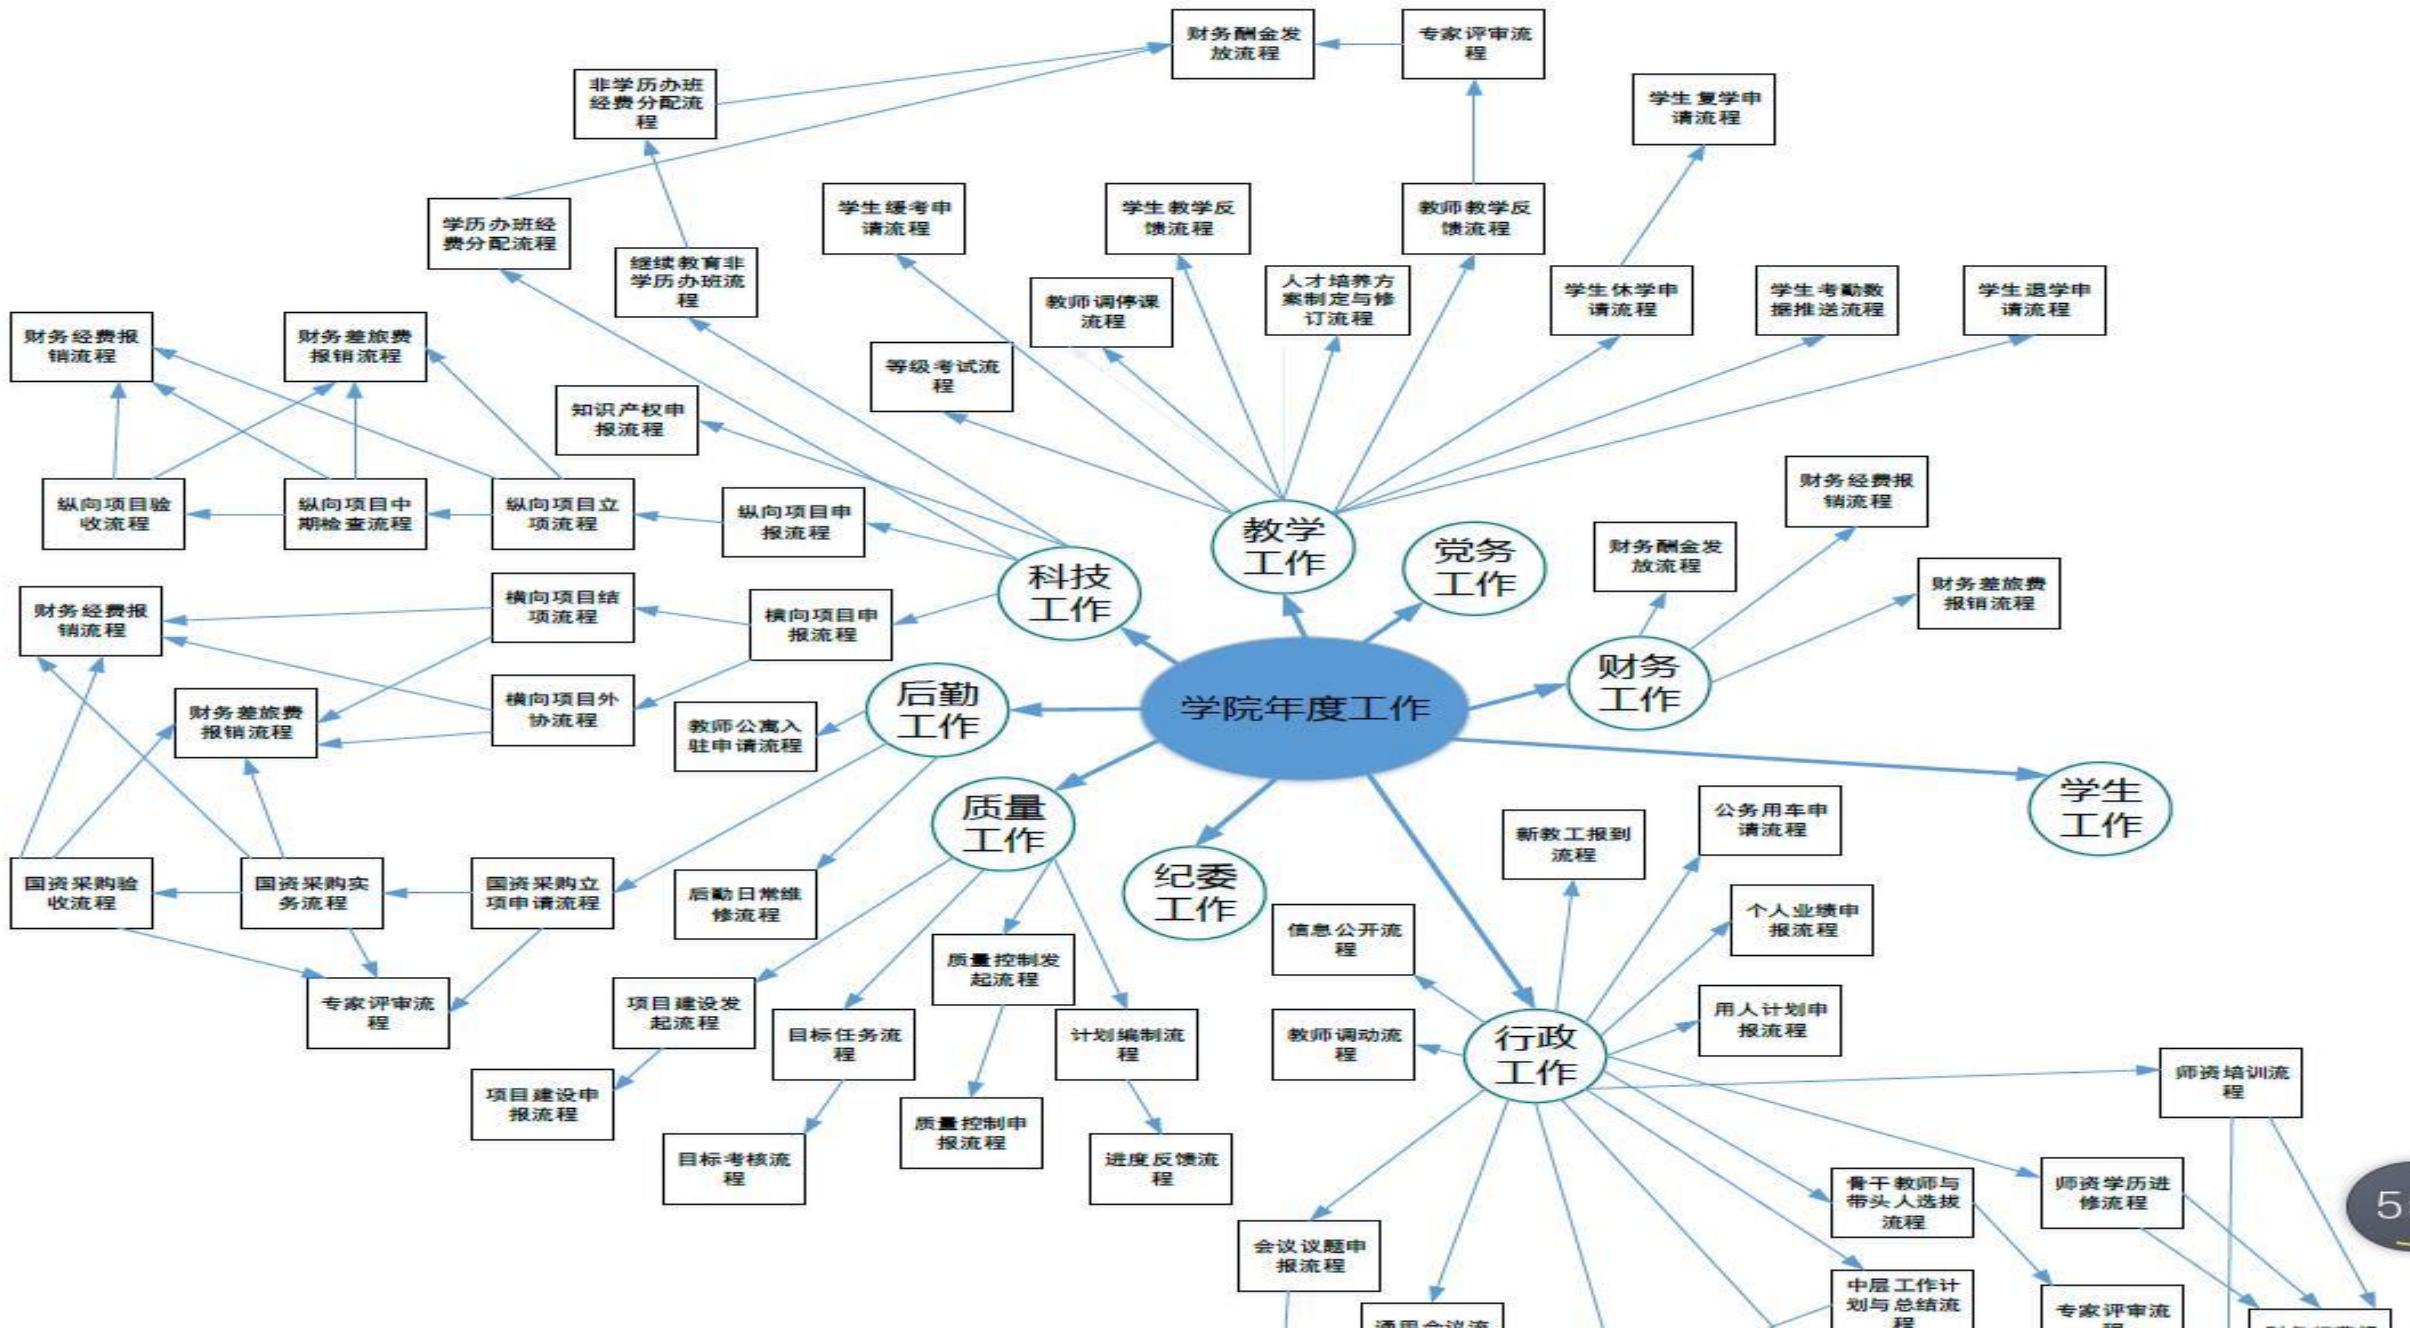 财务酬金发
放流程
专家评审流
程
非学历办班
经费分配流
程
学生复学申
请流程
学历办班经
费分配流程
学生缓考申
请流程
学生教学反
馈流程
教师教学反
馈流程
继续教育非
学历办班流
程
教师调停课
流程
人才培养方
案制定与修
订流程
学生休学申
请流程
学生考勤数
据推送流程
学生退学申
请流程
财务经费报
销流程
财务差旅费
报销流程
等级考试流
程
知识产权申
报流程
纵向项目验
收流程
纵向项目中
期检查流程
纵向项目立
项流程
纵向项目申
报流程
教学
工作
党务
工作
财务酬金发
放流程
财务经费报
销流程
财务差旅费
报销流程
科技
工作
财务经费报
销流程
横向项目结
项流程
横向项目申
报流程
财务差旅费
报销流程
横向项目外
协流程
教师公寓入
驻申请流程
后勤
工作
学院年度工作
财务
工作
学生
工作
质量
工作
纪委
工作
新教工报到
流程
公务用车申
请流程
国资采购验
收流程
国资采购实
务流程
国资采购立
项申请流程
后勤日常维
修流程
信息公开流
程
个人业绩申
报流程
专家评审流
程
项目建设发
起流程
质量控制发
起流程
目标任务流
程
计划编制流
程
教师调动流
程
行政
工作
用人计划申
报流程
师资培训流
程
项目建设申
报流程
目标考核流
程
质量控制申
报流程
进度反馈流
程
骨干教师与
带头人选拔
流程
师资学历进
修流程
5
会议议题申
报流程
中层工作计
划与总结流
程
专家评审流